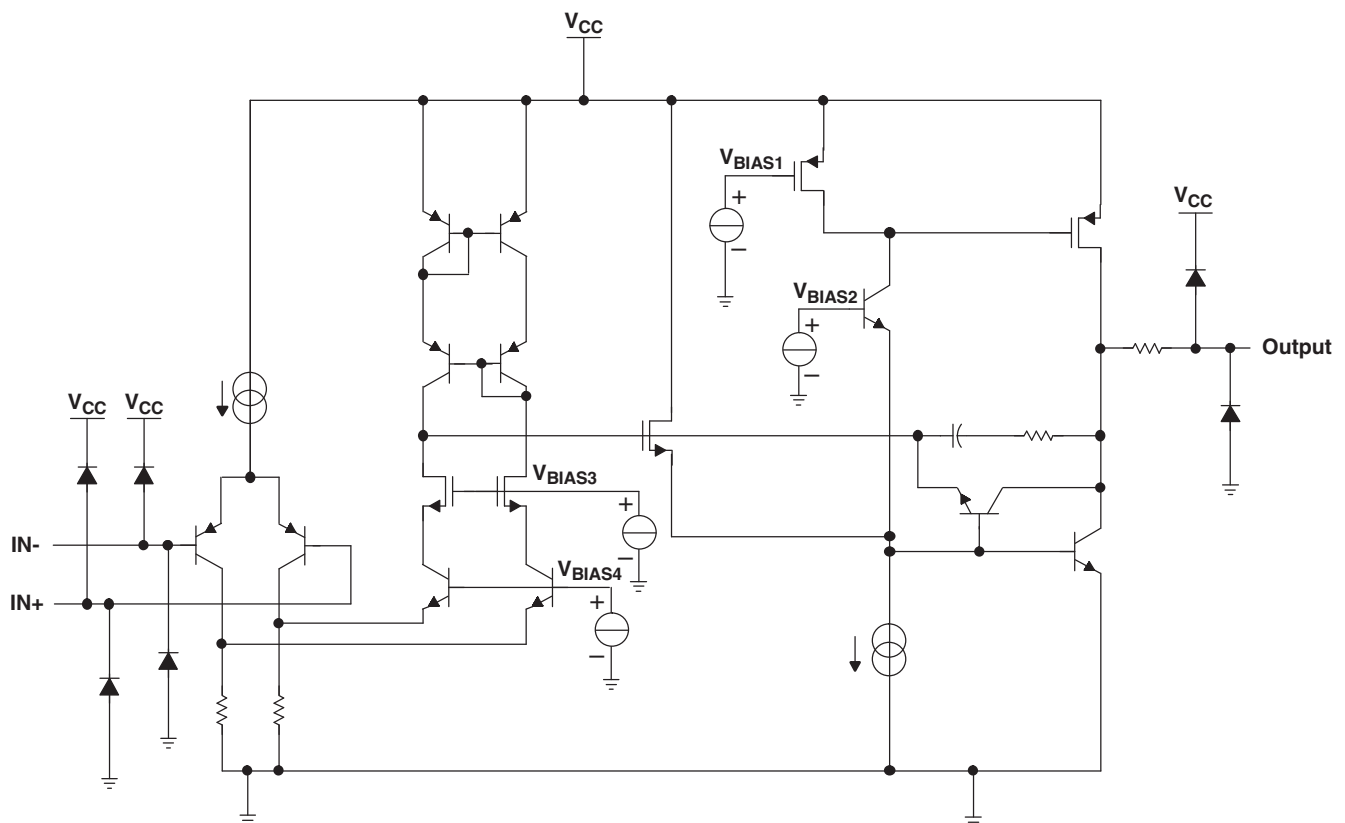 VCC
VBIAS1
+
−
VCC
VBIAS2
+
−
Output
VCC
VCC
VBIAS3
+
−
IN-
IN+
VBIAS4
+
−